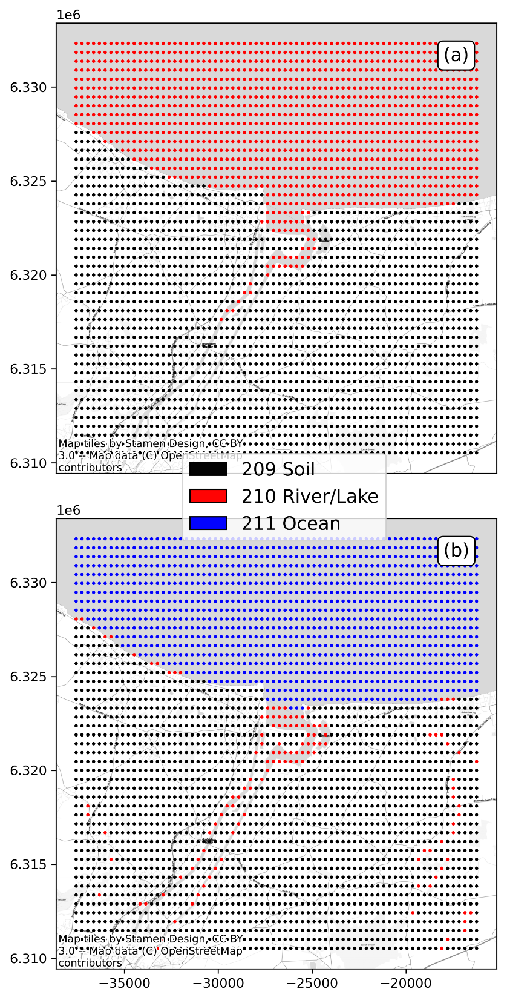 1e6
(a)
6.330
6.325
6.320
6.315
6.310
Map tiles by Stamen Design, CC BY
3.0 -- Map data (C) OpenStreetMap
contributors
209 Soil
210 River/Lake
211 Ocean
1e6
(b)
6.330
6.325
6.320
6.315
6.310
Map tiles by Stamen Design, CC BY
3.0 -- Map data (C) OpenStreetMap
contributors
−35000 −30000 −25000 −20000